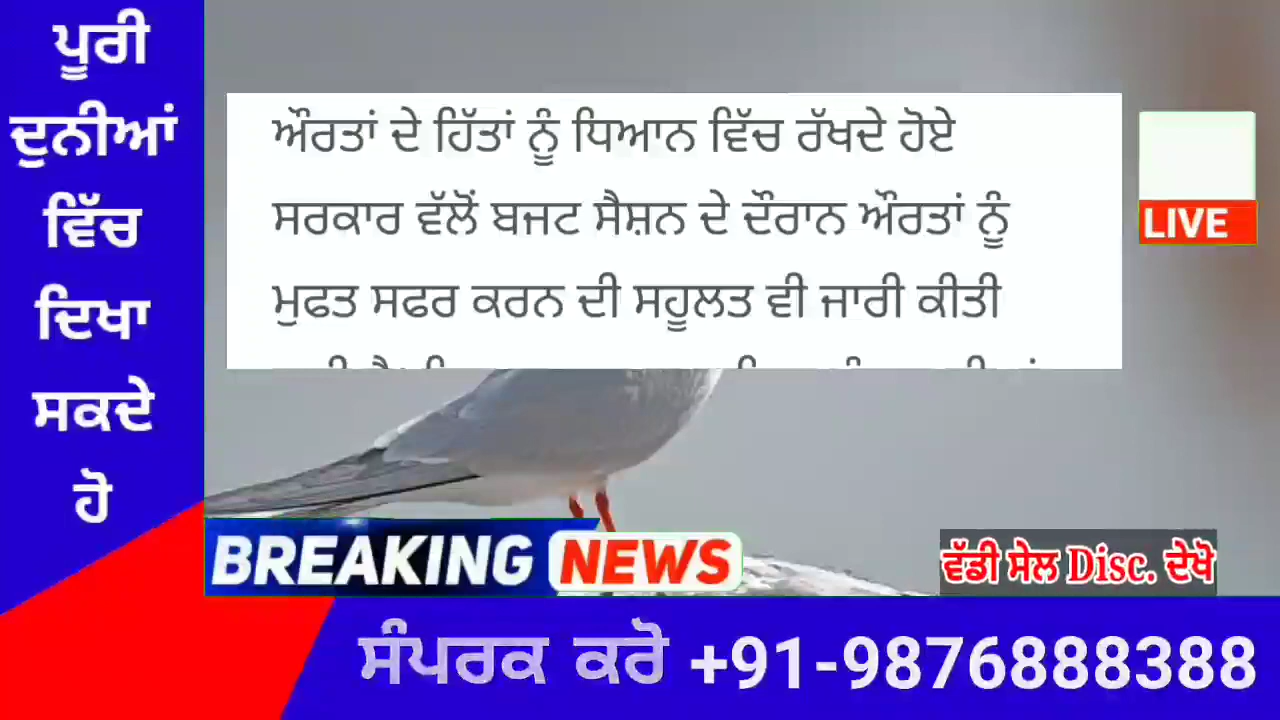 ਪੂਰੀ
ਦੁਨੀਆਂ
ਵਿੱਚ
ਦਿਖਾ
ਸਕਦੇ
ਹੋ
ਔਰਤਾਂ ਦੇ ਹਿੱਤਾਂ ਨੂੰ ਧਿਆਨ ਵਿੱਚ ਰੱਖਦੇ ਹੋਏ
ਸਰਕਾਰ ਵੱਲੋਂ ਬਜਟ ਸੈਸ਼ਨ ਦੇ ਦੌਰਾਨ ਔਰਤਾਂ ਨੂੰ
ਮੁਫਤ ਸਫਰ ਕਰਨ ਦੀ ਸਹੂਲਤ ਵੀ ਜਾਰੀ ਕੀਤੀ
LIVE
BREAKING NEWS
ਵੱਡੀ ਸੇਲ Disc. ਦੇਖੋ
ਸੰਪਰਕ ਕਰੋ +91-9876888388